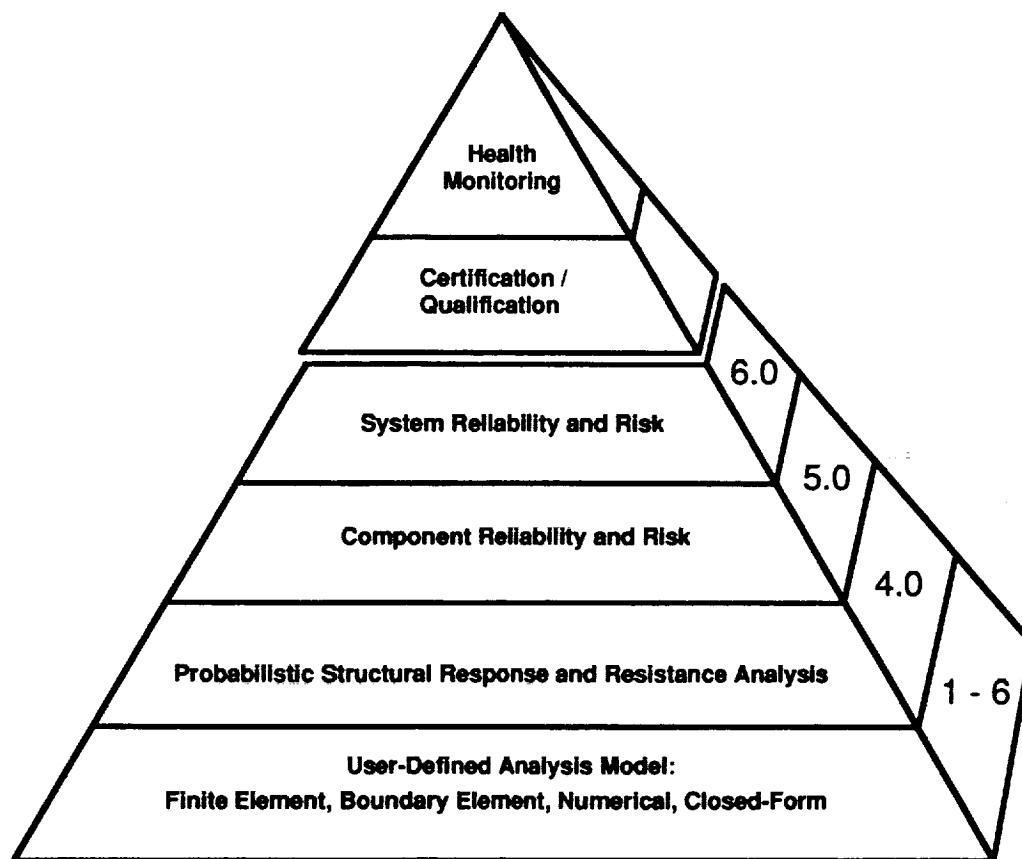 Health
Monitoring
Certification /
Qualification
6.0
System Reliability and Risk
5.0
Component Reliability and Risk
4.0
Probabilistic Structural Response and Resistance Analysis
1 - 6
User-Defined Analysis Model:
Finite Element, Boundary Element, Numerical, Closed-Form